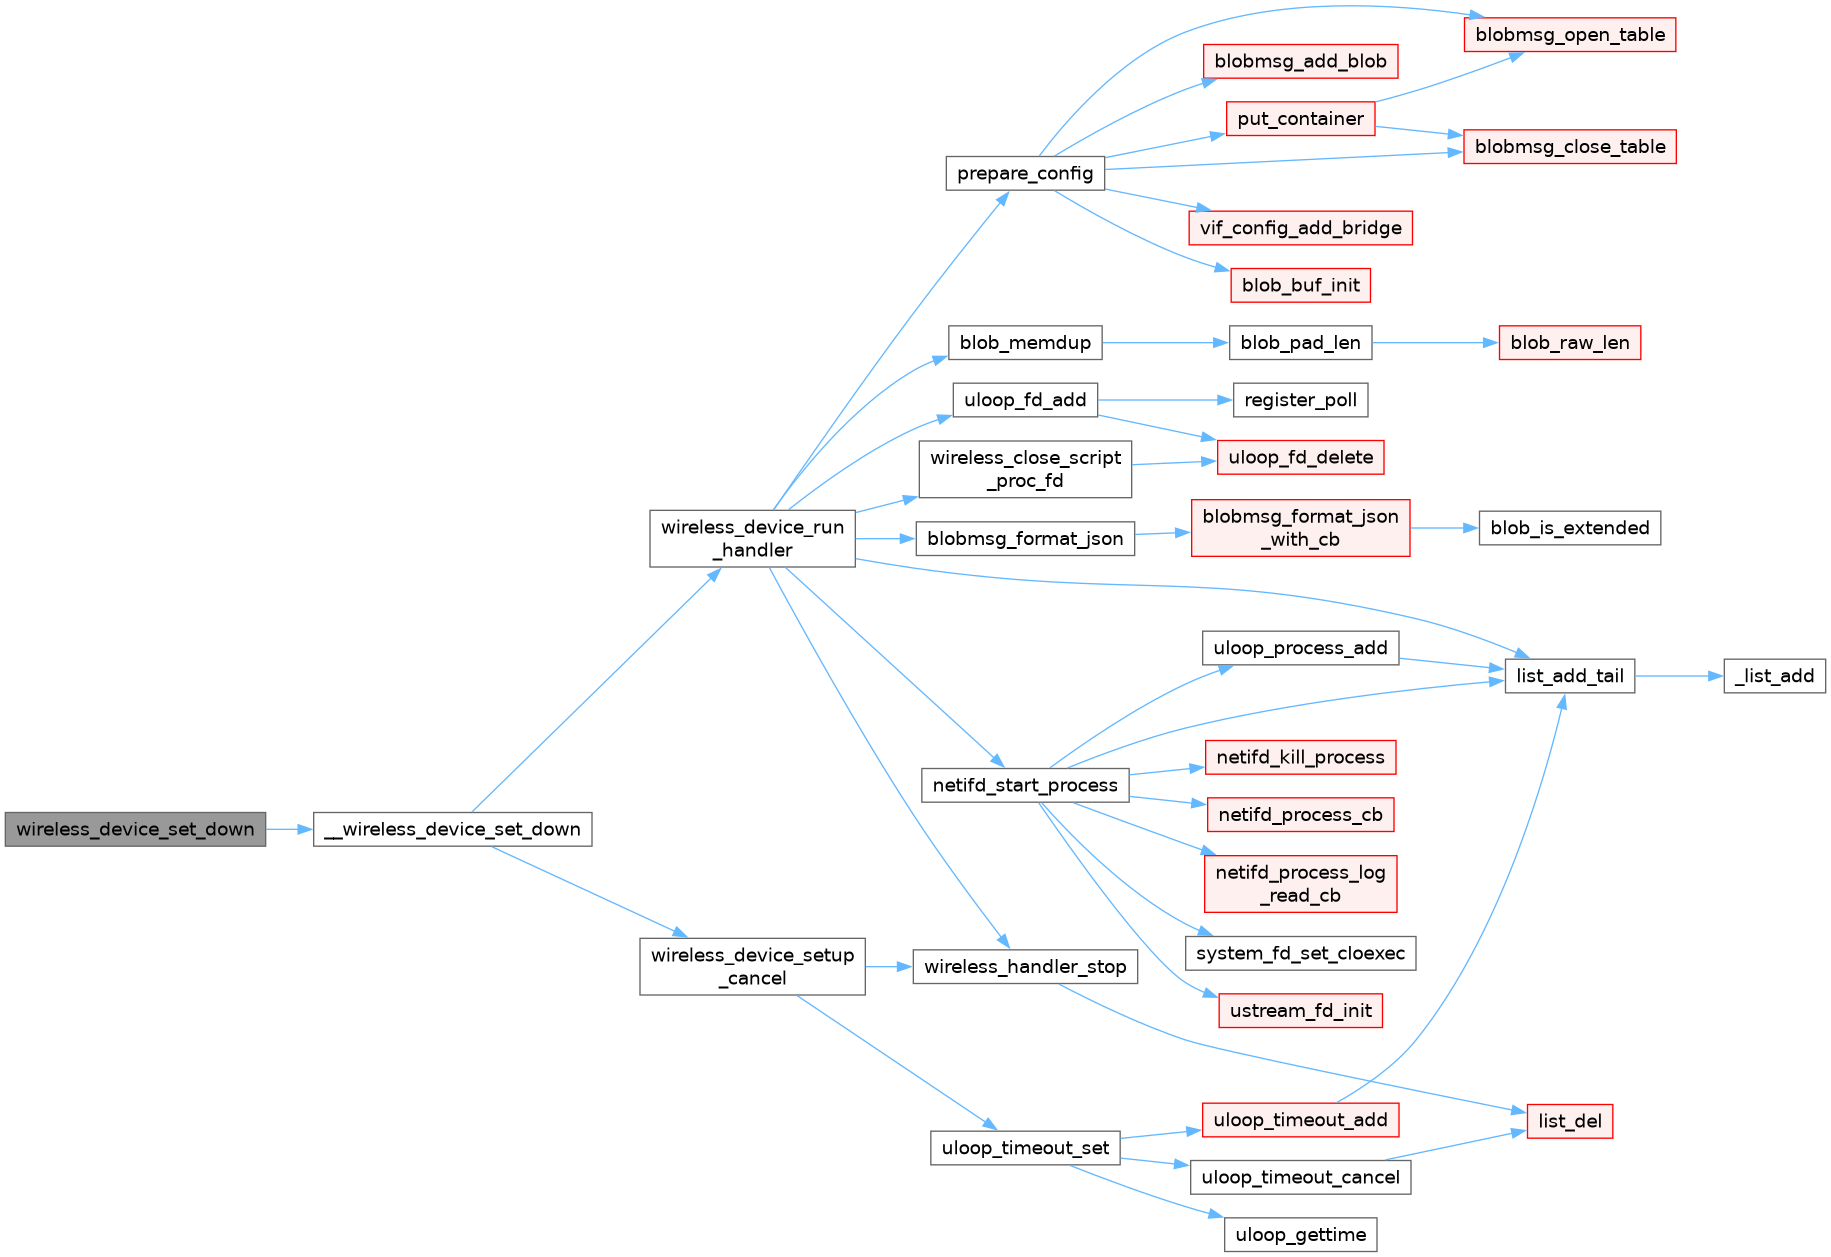 blobmsg_open_table
blobmsg_add_blob
put_container
blobmsg_close_table
prepare_config
vif_config_add_bridge
blob_buf_init
blob_memdup
blob_pad_len
blob_raw_len
uloop_fd_add
register_poll
wireless_close_script
_proc_fd
uloop_fd_delete
wireless_device_run
_handler
blobmsg_format_json
blobmsg_format_json
_with_cb
blob_is_extended
uloop_process_add
list_add_tail
_list_add
netifd_kill_process
netifd_start_process
netifd_process_cb
wireless_device_set_down
__wireless_device_set_down
netifd_process_log
_read_cb
system_fd_set_cloexec
wireless_device_setup
_cancel
wireless_handler_stop
ustream_fd_init
uloop_timeout_add
list_del
uloop_timeout_set
uloop_timeout_cancel
uloop_gettime